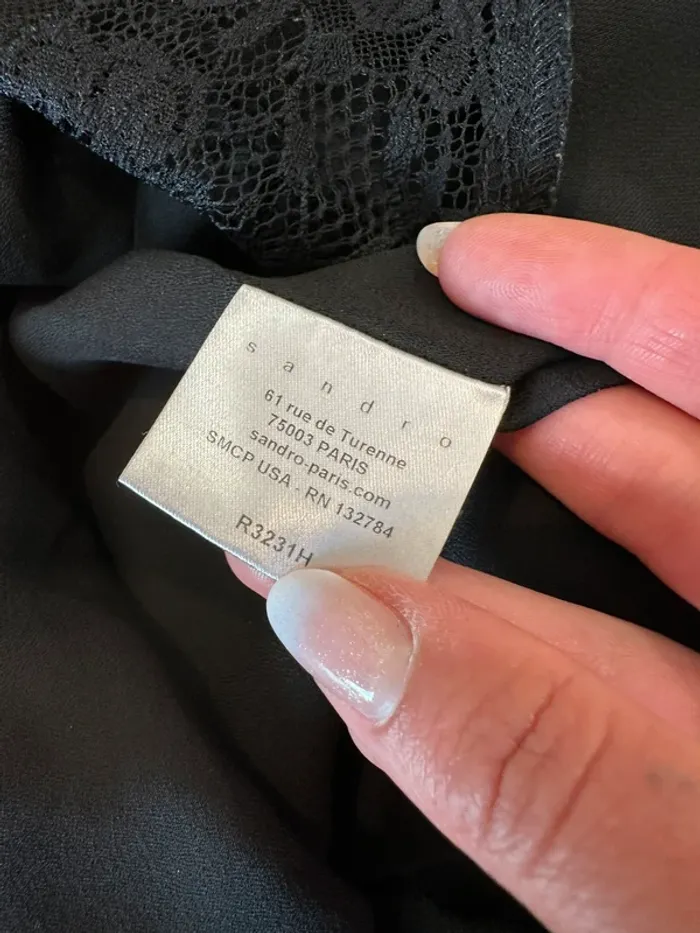 sandro
61 rue de Turenne
75003 PARIS
sandro-paris.com
SMCP USA - RN 132784
R3231H